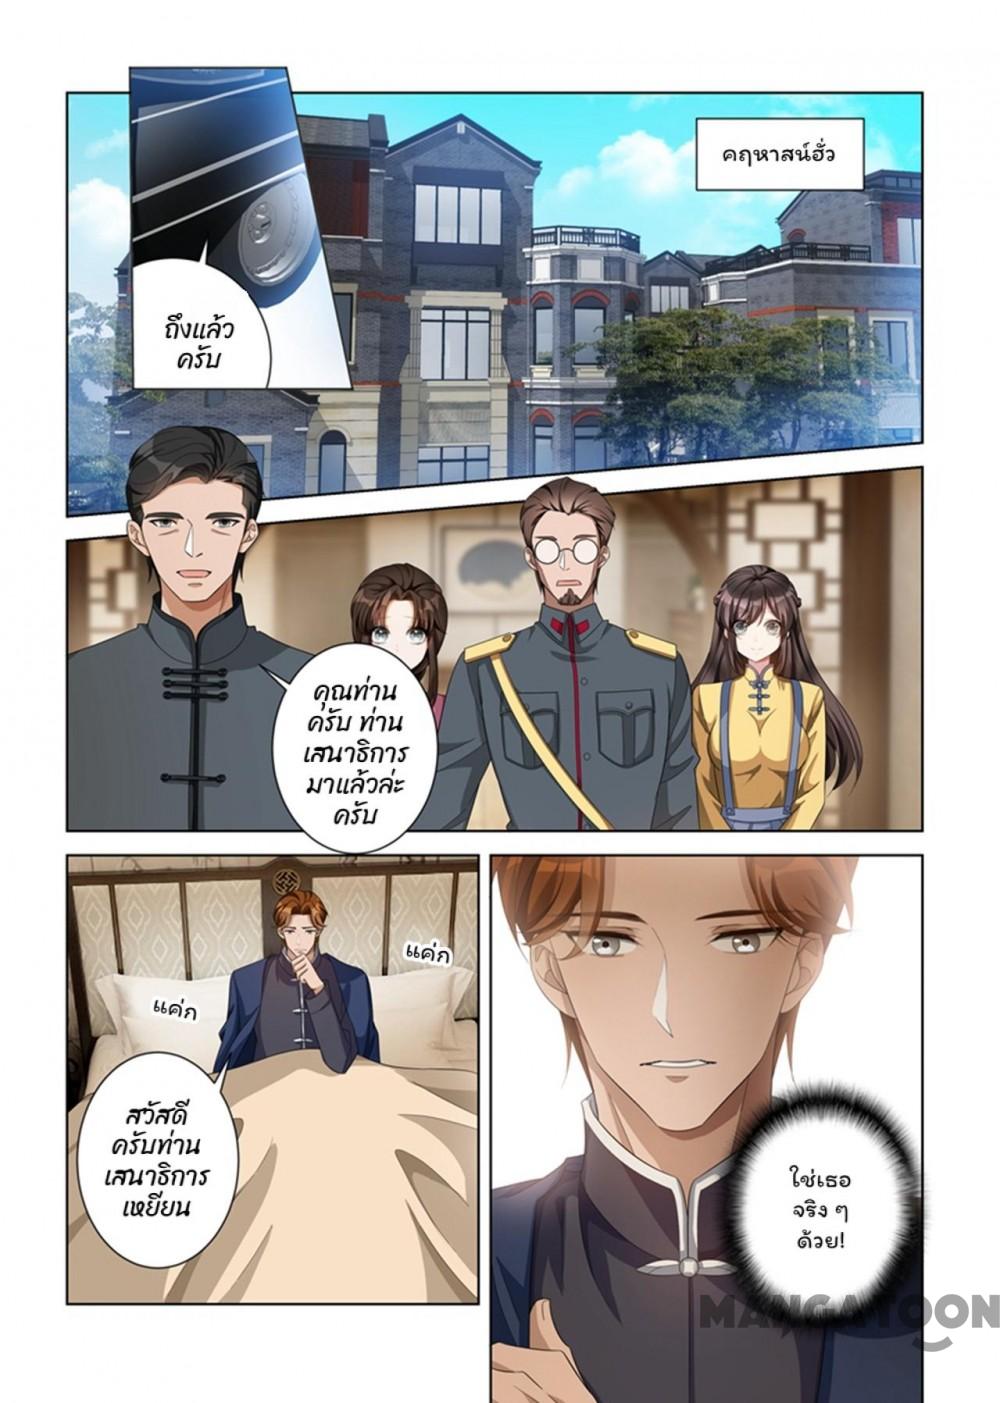 คฤหาสน์ฮั่ว
ถึงแล้ว
ครับ
คุณท่าน
ครับ ท่าน
เสนาธิการ
มาแล้วล่ะ
ครับ
แค่ก
แค่ก
สวัสดี
ครับท่าน
เสนาธิการ
เหยียน
ใช่เธอ
จริง ๆ
ด้วย!
MANGATOON